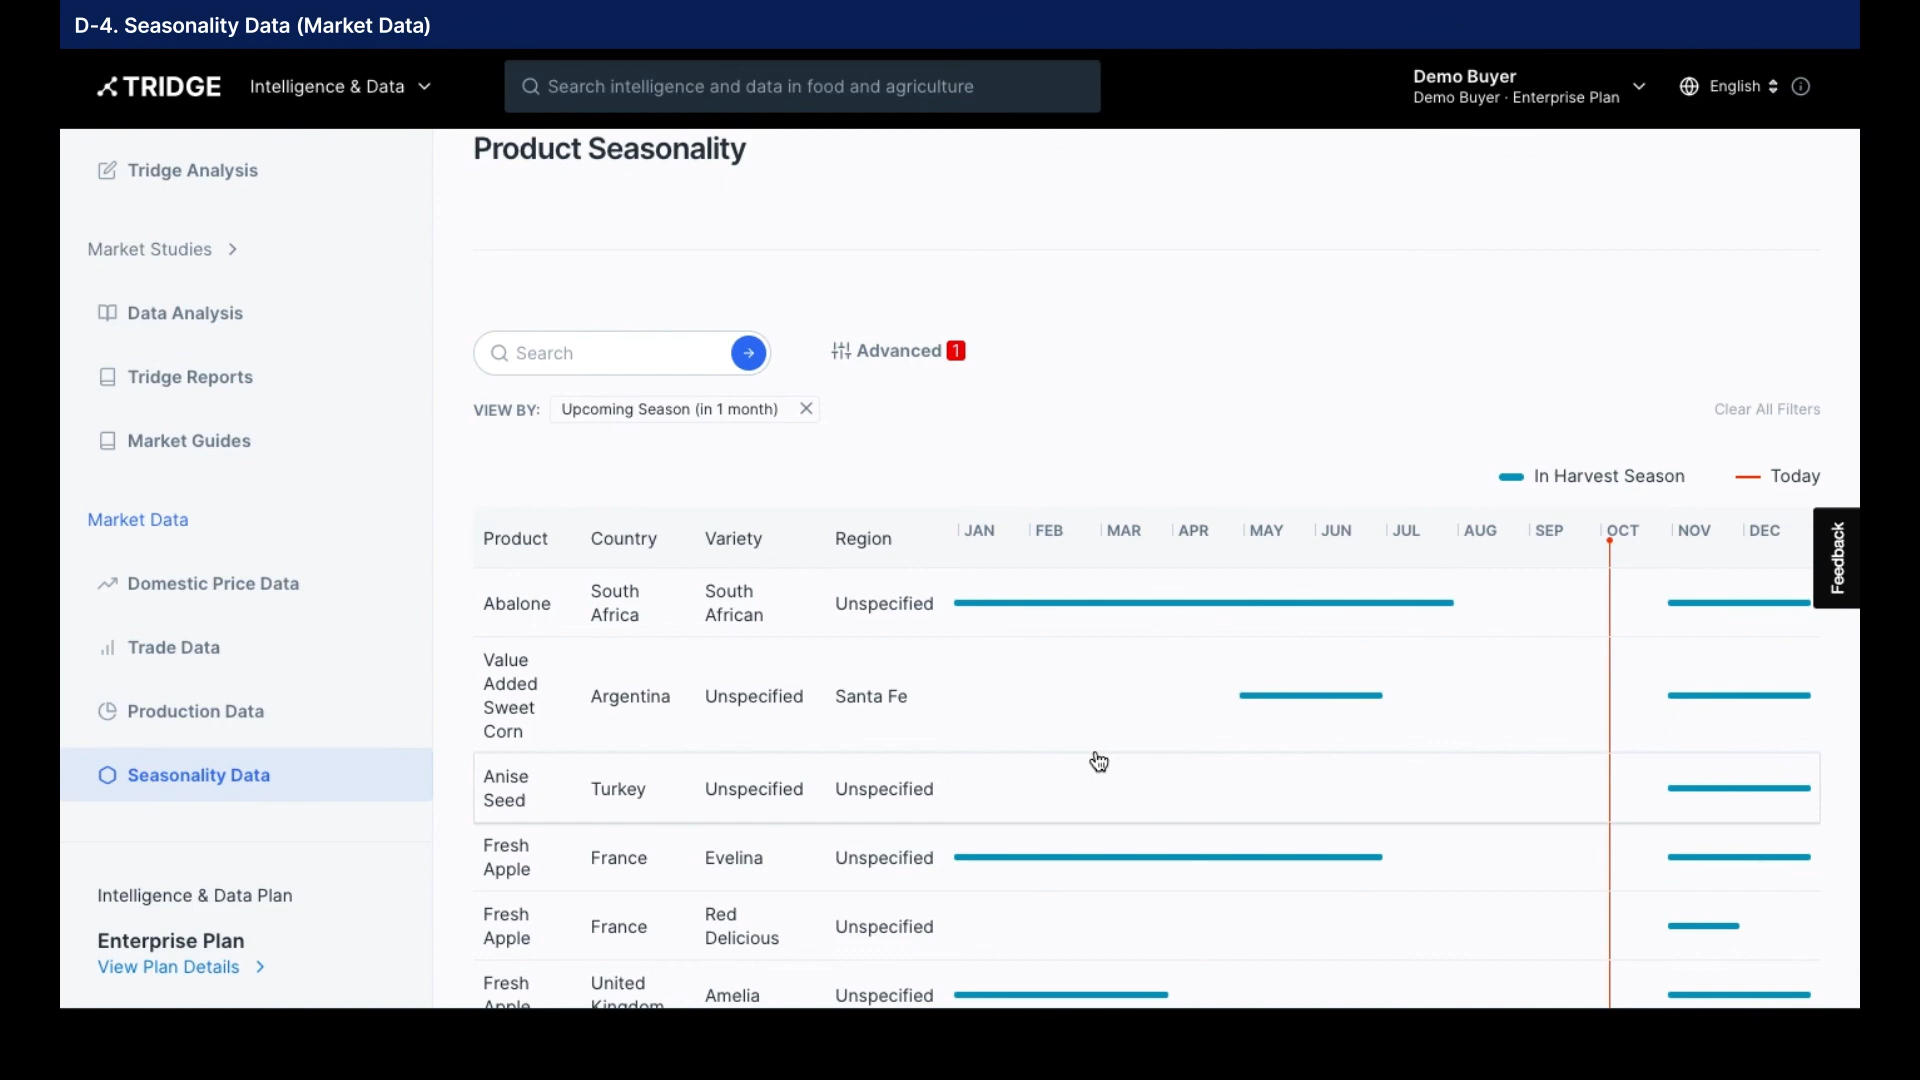 D-4. Seasonality Data (Market Data)
TRIDGE
Intelligence & Data
Search intelligence and data in food and agriculture
Demo Buyer
Demo Buyer · Enterprise Plan
English
Tridge Analysis
Market Studies
Data Analysis
Tridge Reports
Market Guides
Market Data
Domestic Price Data
Trade Data
Production Data
Seasonality Data
Intelligence & Data Plan
Enterprise Plan
View Plan Details
Product Seasonality
Search
Advanced 1
VIEW BY: Upcoming Season (in 1 month)
Clear All Filters
In Harvest Season
Today
Feedback
Product Country Variety Region JAN FEB MAR APR MAY JUN JUL AUG SEP OCT NOV DEC
Abalone
South
Africa
South
African
Unspecified
Value
Added
Sweet
Corn
Argentina
Unspecified
Santa Fe
Anise
Seed
Turkey
Unspecified
Unspecified
Fresh
Apple
France
Evelina
Unspecified
Fresh
Apple
France
Red
Delicious
Unspecified
Fresh
Apple
United
Kingdom
Amelia
Unspecified